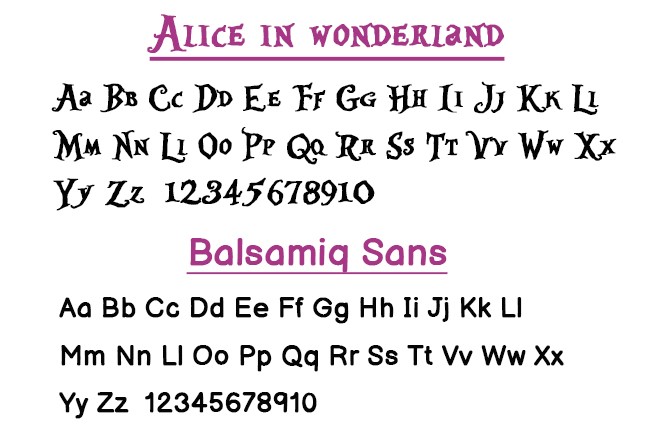 Alice in wonderland
Aa Bb Cc Dd Ee Ff Gg Hh Ii Jj Kk Ll
Mm Nn Ll Oo Pp Qq Rr Ss Tt Vv Ww Xx
Yy Zz 12345678910
Balsamiq Sans
Aa Bb Cc Dd Ee Ff Gg Hh Ii Jj Kk Ll
Mm Nn Ll Oo Pp Qq Rr Ss Tt Vv Ww Xx
Yy Zz 12345678910